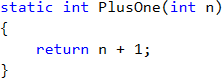 static int PlusOne(int n)
{
    return n + 1;
}